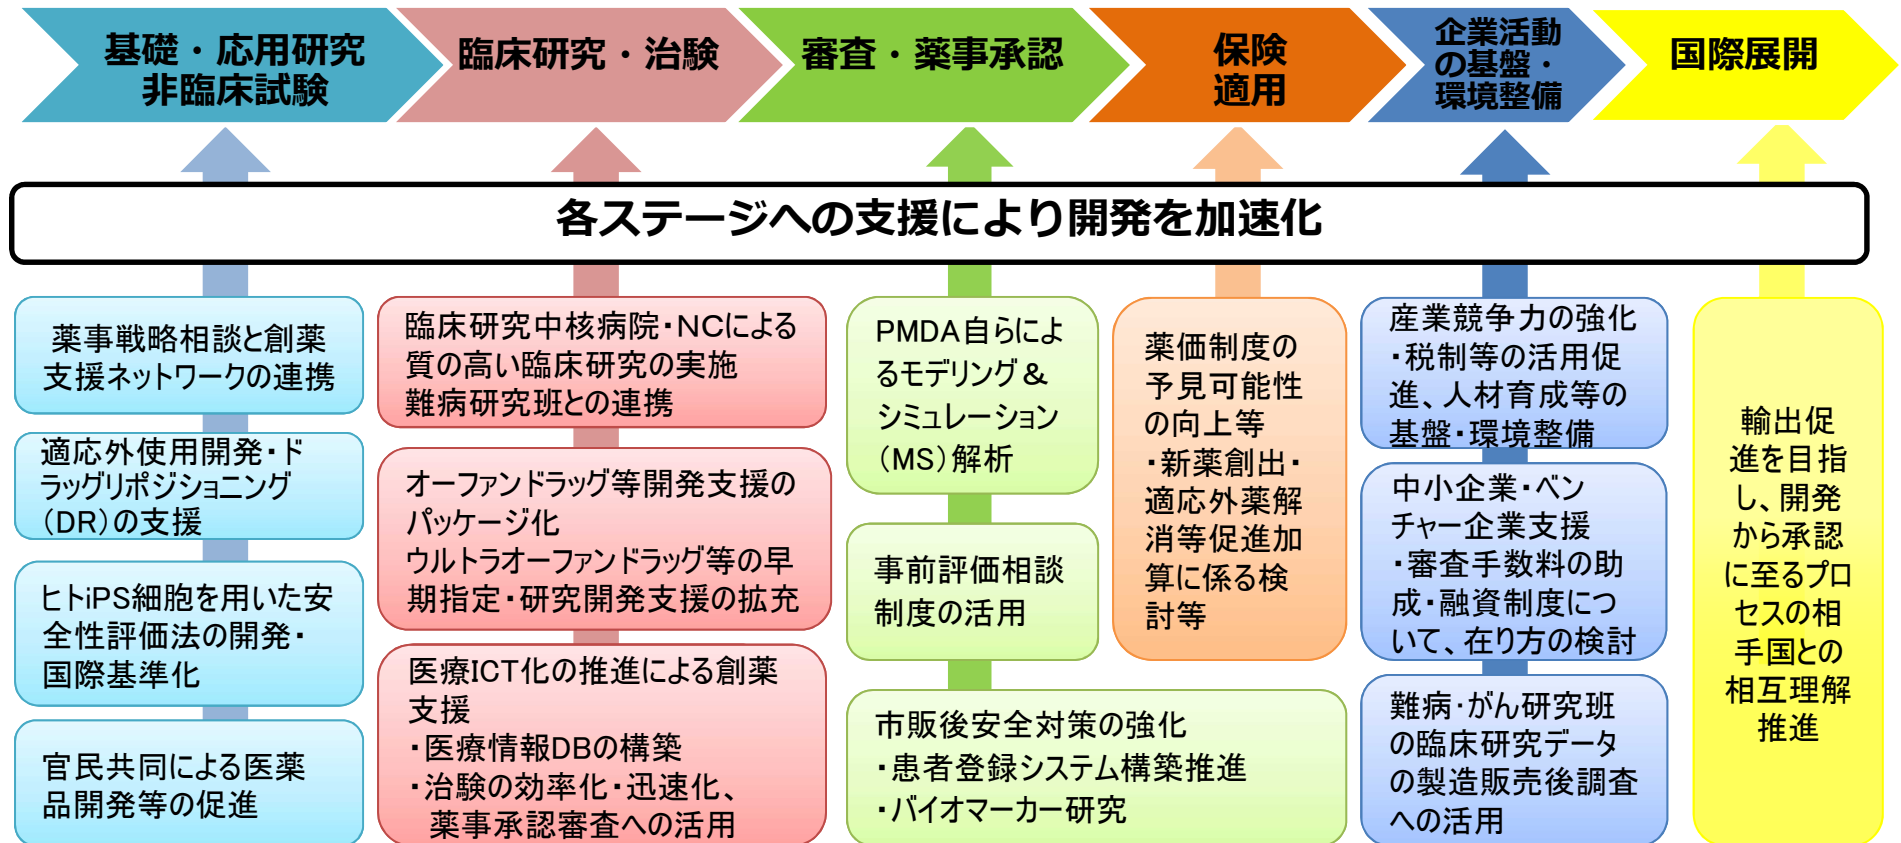 基礎・応用研究
非臨床試験
臨床研究・治験
審査・薬事承認
保険
適用
企業活動
の基盤・
環境整備
国際展開
各ステージへの支援により開発を加速化
薬事戦略相談と創薬
支援ネットワークの連携
適応外使用開発・ド
ラッグリポジショニング
（DR）の支援
ヒトiPS細胞を用いた安
全性評価法の開発・
国際基準化
官民共同による医薬
品開発等の促進
臨床研究中核病院・NCによる
質の高い臨床研究の実施
難病研究班との連携
オーファンドラッグ等開発支援の
パッケージ化
ウルトラオーファンドラッグ等の早
期指定・研究開発支援の拡充
医療ICT化の推進による創薬
支援
・医療情報DBの構築
・治験の効率化・迅速化、
薬事承認審査への活用
PMDA自らによ
るモデリング＆
シミュレーション
（MS）解析
事前評価相談
制度の活用
市販後安全対策の強化
・患者登録システム構築推進
・バイオマーカー研究
薬価制度の
予見可能性
の向上等
・新薬創出・
適応外薬解
消等促進加
算に係る検
討等
産業競争力の強化
・税制等の活用促
進、人材育成等の
基盤・環境整備
中小企業・ベン
チャー企業支援
・審査手数料の助
成・融資制度につ
いて、在り方の検討
難病・がん研究班
の臨床研究データ
の製造販売後調査
への活用
輸出促
進を目指
し、開発
から承認
に至るプロ
セスの相
手国との
相互理解
推進